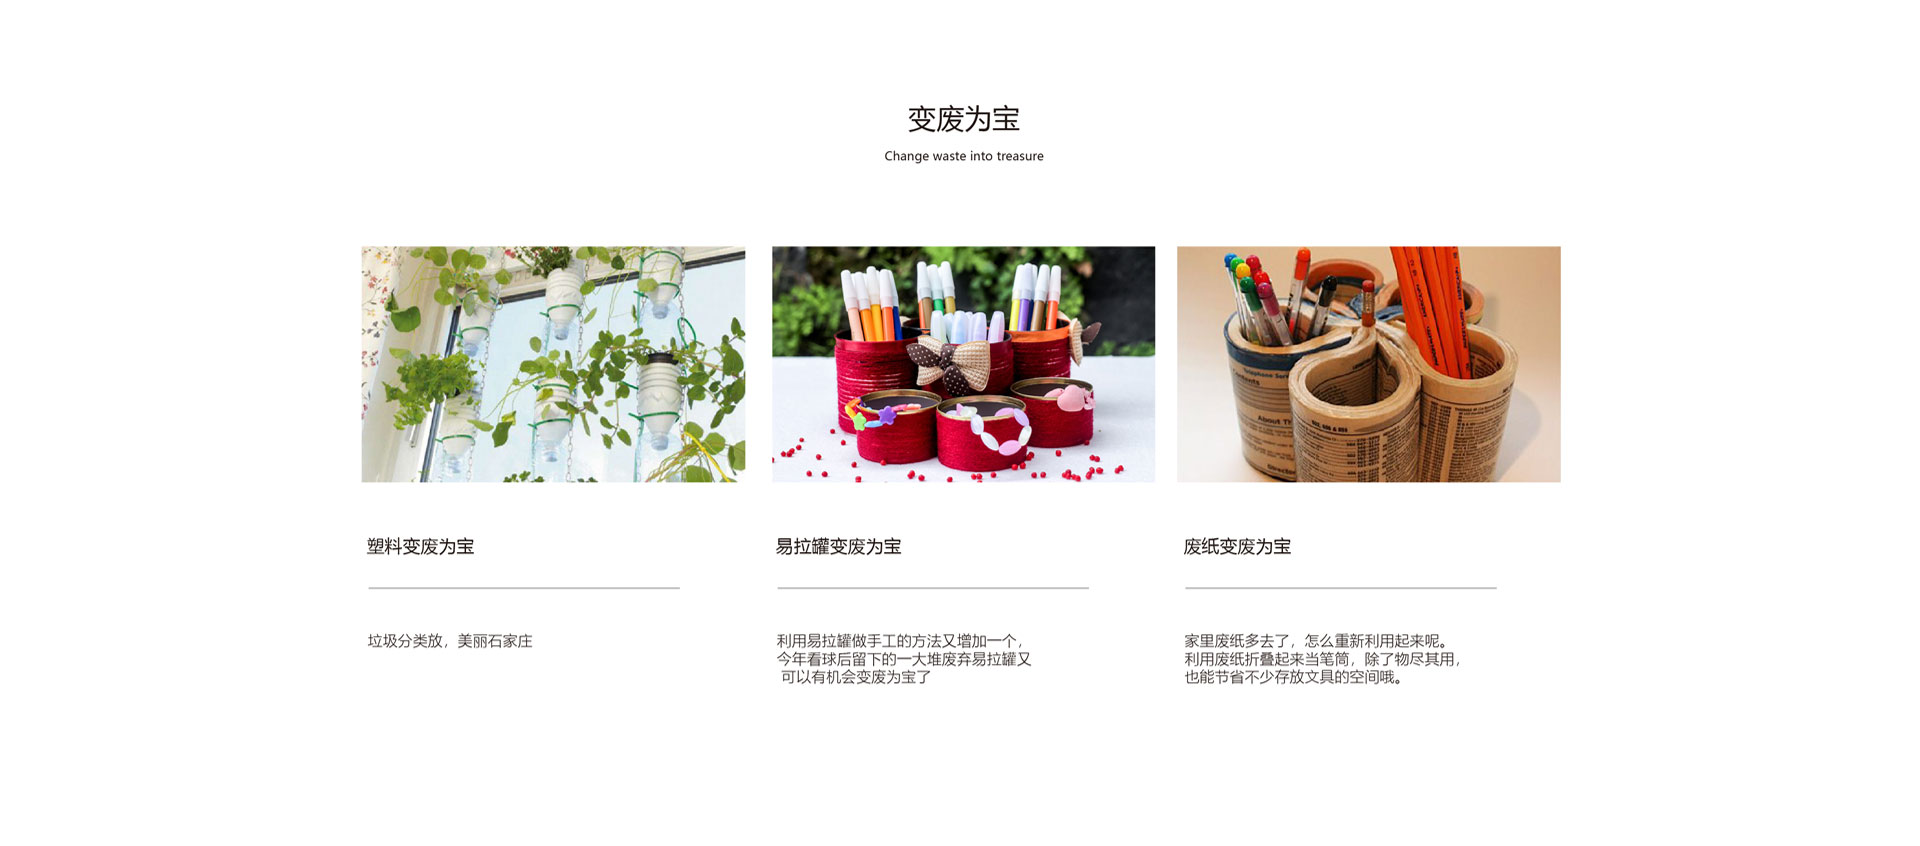 变废为宝
Change waste into treasure
About Th
塑料变废为宝
易拉罐变废为宝
废纸变废为宝
垃圾分类放，美丽石家庄
利用易拉罐做手工的方法又增加一个，
今年看球后留下的一大堆废弃易拉罐又
可以有机会变废为宝了
家里废纸多去了，怎么重新利用起来呢。
利用废纸折叠起来当笔筒，除了物尽其用，
也能节省不少存放文具的空间哦。